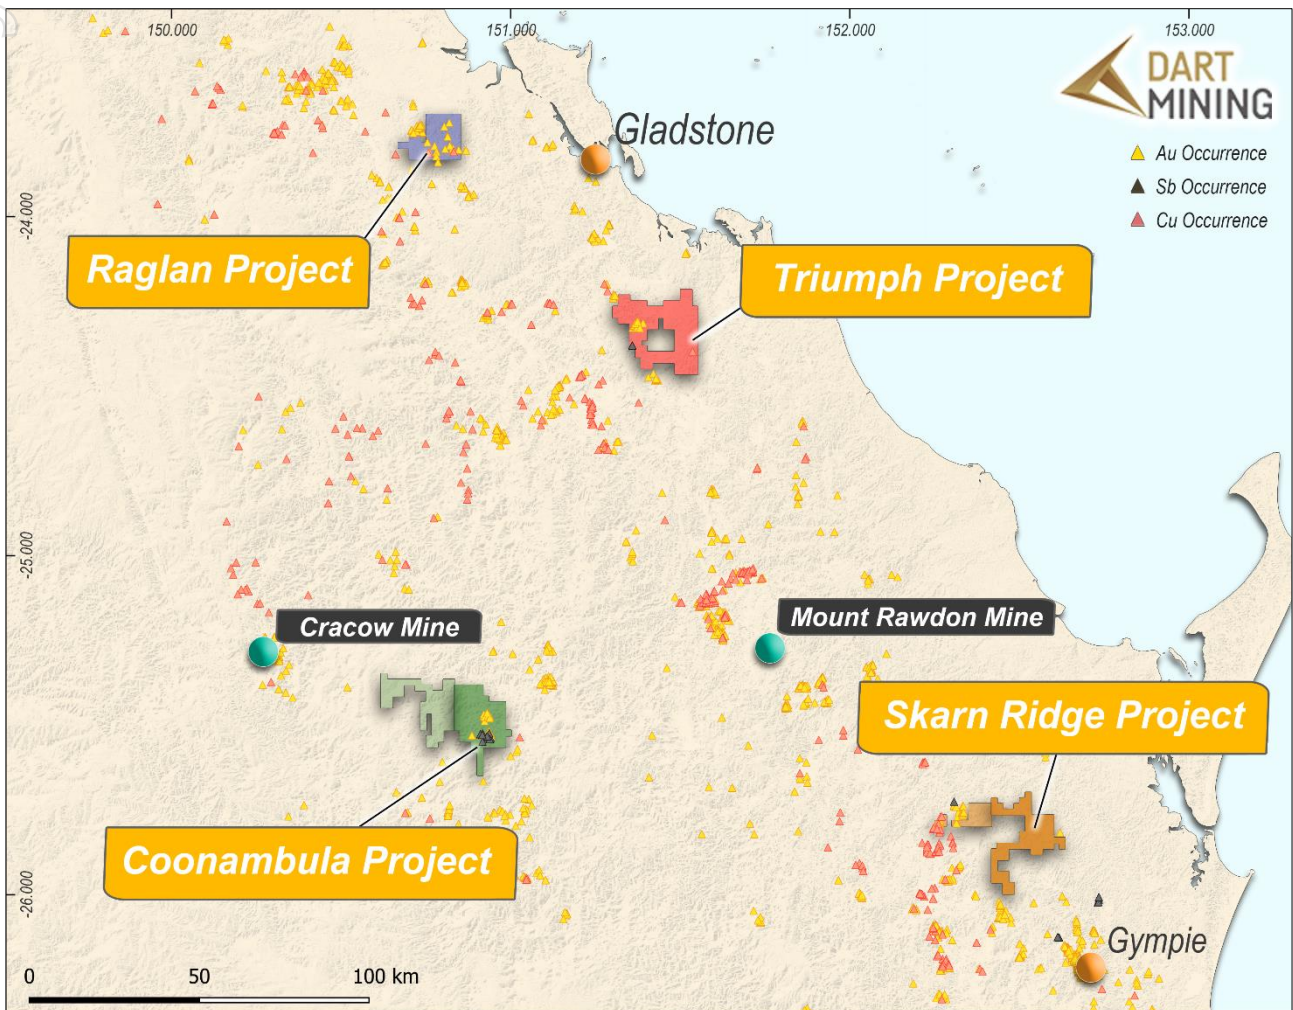 150.000
151.000
152.000
153.000
DART
MINING
Gladstone
Au Occurrence
Sb Occurrence
Cu Occurrence
-24.000
Raglan Project
Triumph Project
-25.000
Cracow Mine
Mount Rawdon Mine
Skarn Ridge Project
Coonambula Project
-26.000
Gympie
0 50 100 km